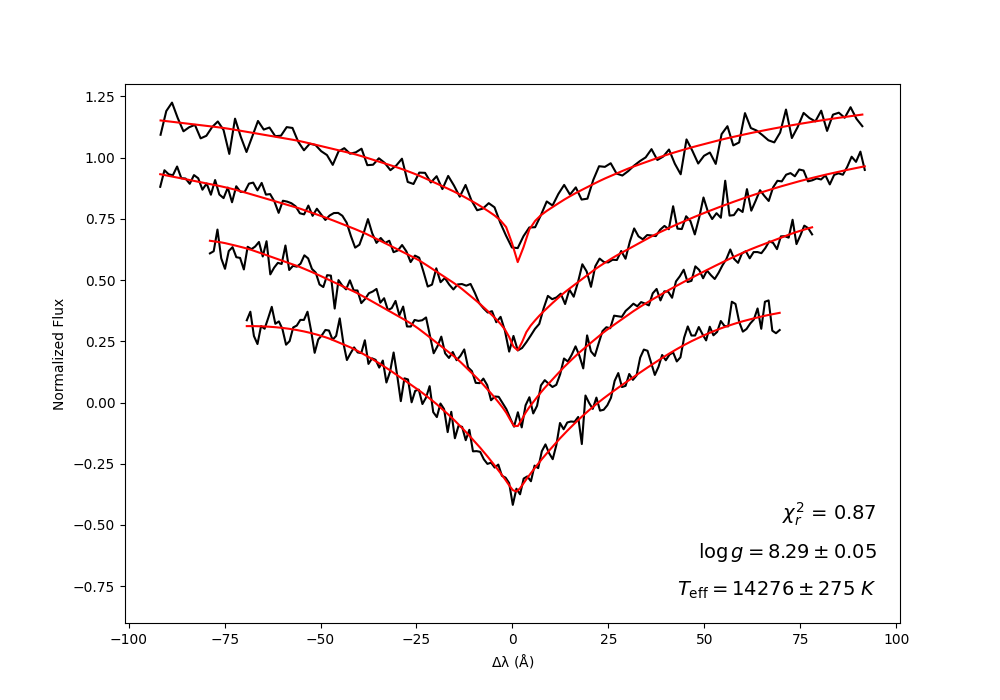 1.25
1.00
0.75
0.50
0.25
0.00
−0.25
−0.50
−0.75
Normalized Flux
χ²ᵣ = 0.87
log g = 8.29 ± 0.05
T_eff = 14276 ± 275 K
−100 −75 −50 −25 0 25 50 75 100
Δλ (Å)